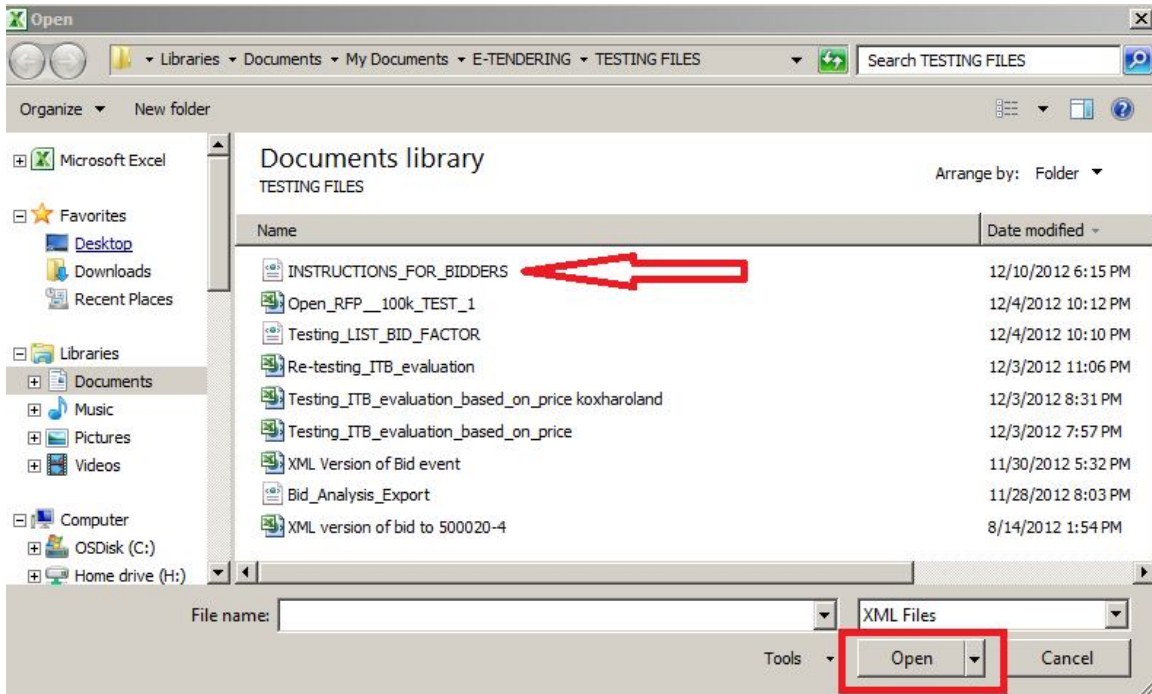 Open
Libraries Documents My Documents E-TENDERING TESTING FILES
Search TESTING FILES
Organize New folder
Microsoft Excel
Favorites
Desktop
Downloads
Recent Places
Libraries
Documents
Music
Pictures
Videos
Computer
OSDisk (C:)
Home drive (H:)
Documents library
TESTING FILES
Arrange by: Folder
Name Date modified
INSTRUCTIONS_FOR_BIDDERS 12/10/2012 6:15 PM
Open_RFP__100k_TEST_1 12/4/2012 10:12 PM
Testing_LIST_BID_FACTOR 12/4/2012 10:10 PM
Re-testing_ITB_evaluation 12/3/2012 11:06 PM
Testing_ITB_evaluation_based_on_price koxharoland 12/3/2012 8:31 PM
Testing_ITB_evaluation_based_on_price 12/3/2012 7:57 PM
XML Version of Bid event 11/30/2012 5:32 PM
Bid_Analysis_Export 11/28/2012 8:03 PM
XML version of bid to 500020-4 8/14/2012 1:54 PM
File name: XML Files
Tools Open Cancel